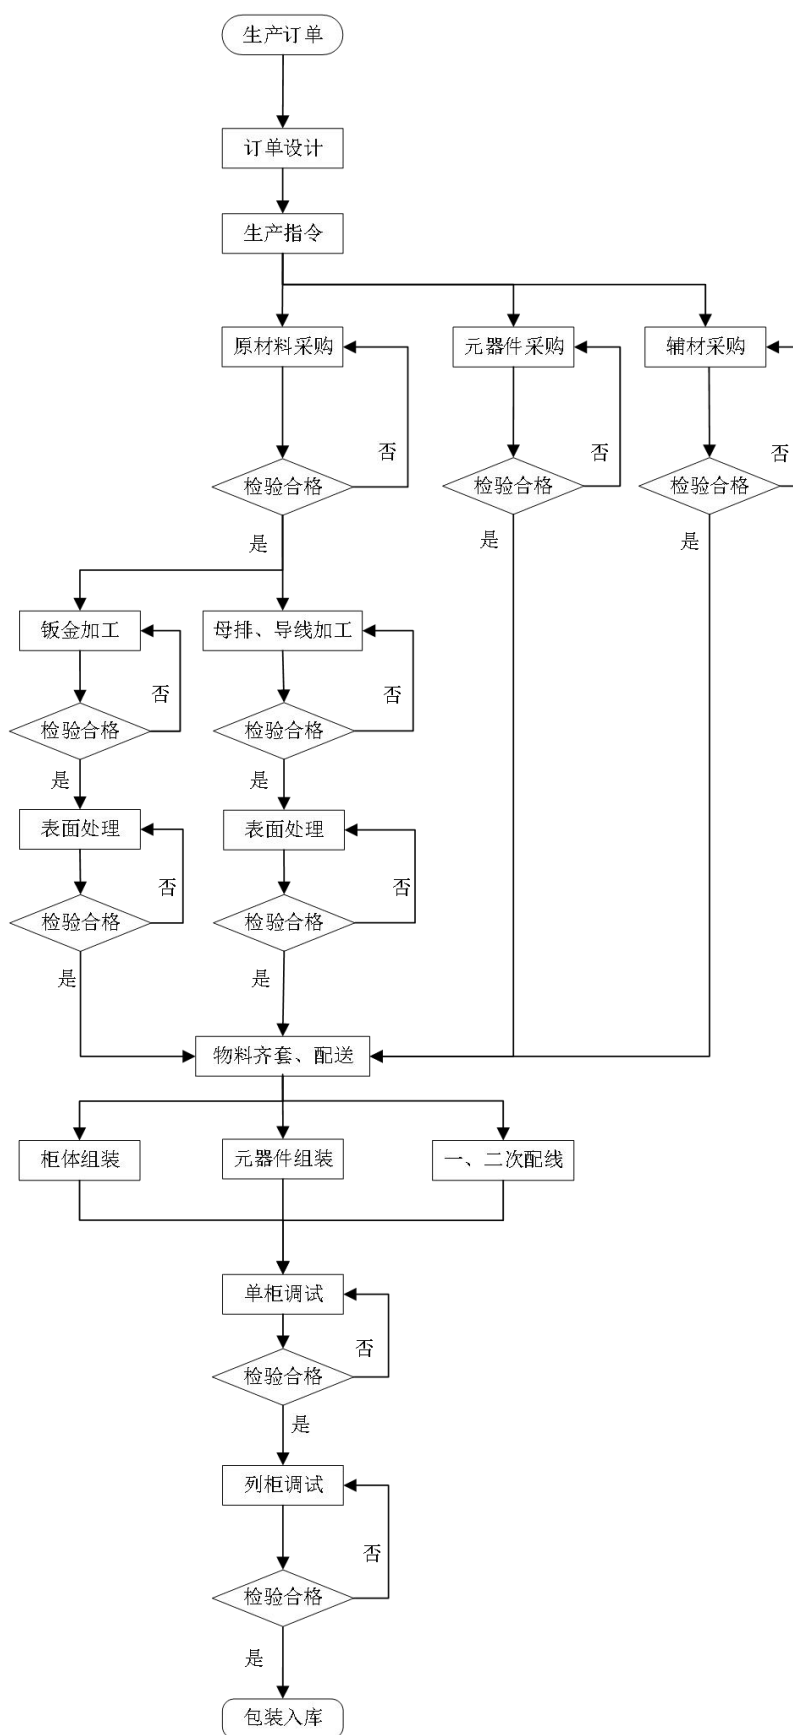 生产订单
订单设计
生产指令
原材料采购
元器件采购
辅材采购
否
否
否
检验合格
检验合格
检验合格
是
是
是
钣金加工
母排、导线加工
否
否
检验合格
检验合格
是
是
表面处理
表面处理
否
否
检验合格
检验合格
是
是
物料齐套、配送
柜体组装
元器件组装
一、二次配线
单柜调试
否
检验合格
是
列柜调试
否
检验合格
是
包装入库